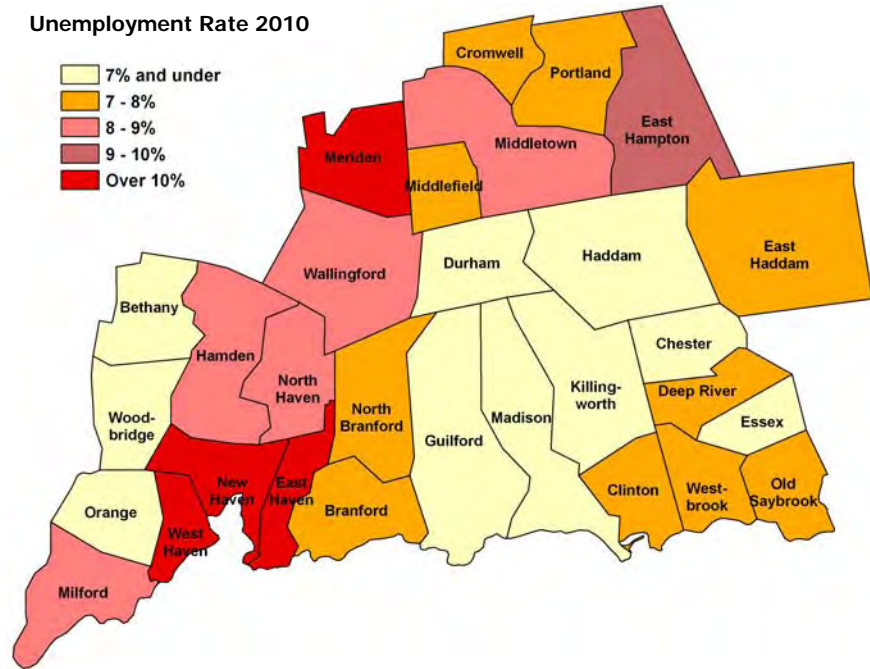 Unemployment Rate 2010
7% and under
7 - 8%
8 - 9%
9 - 10%
Over 10%
Cromwell
Portland
East
Hampton
Meriden
Middletown
Middlefield
Wallingford
Durham
Haddam
East
Haddam
Bethany
Hamden
North
Haven
Wood-
bridge
North
Branford
Guilford
Madison
Killing-
worth
Chester
Deep River
Essex
New
Haven
East
Haven
Branford
Clinton
West-
brook
Old
Saybrook
Orange
West
Haven
Milford